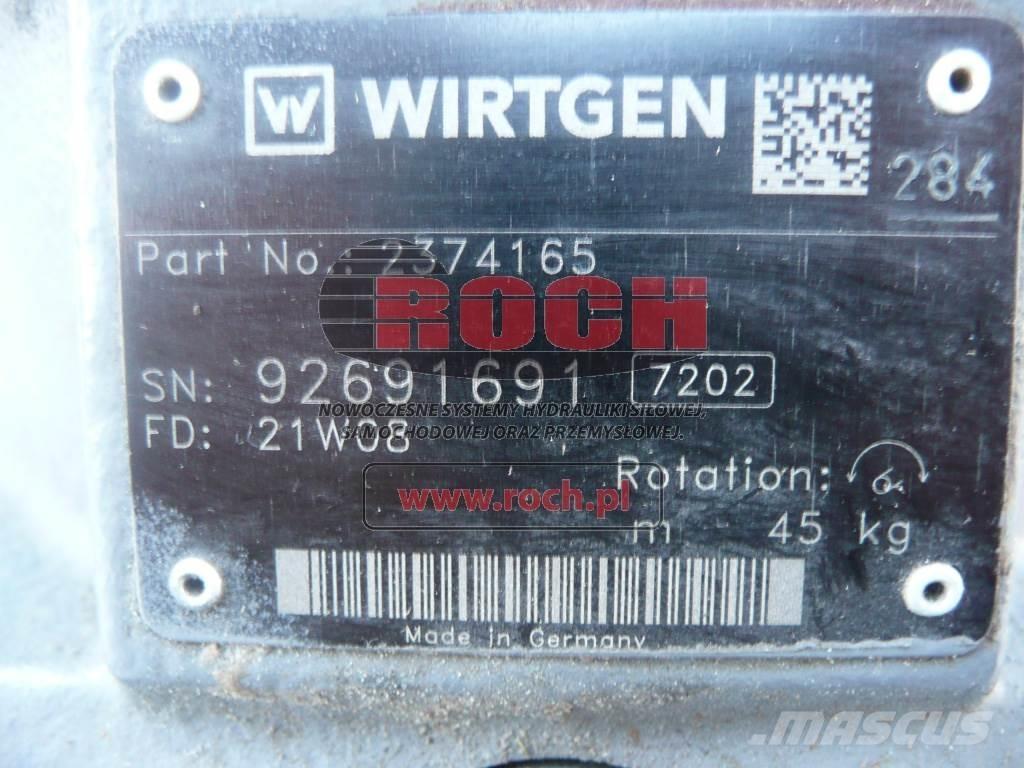 W WIRTGEN
284
Part No.: 2374165
ROCH
SN: 92691691 7202
NOWOCZESNE SYSTEMY HYDRAULIKI SIŁOWEJ,
SAMOCHODOWEJ ORAZ PRZEMYSŁOWEJ.
FD: 21W08
Rotation:
www.roch.pl
m 45 kg
Made in Germany
MASCUS